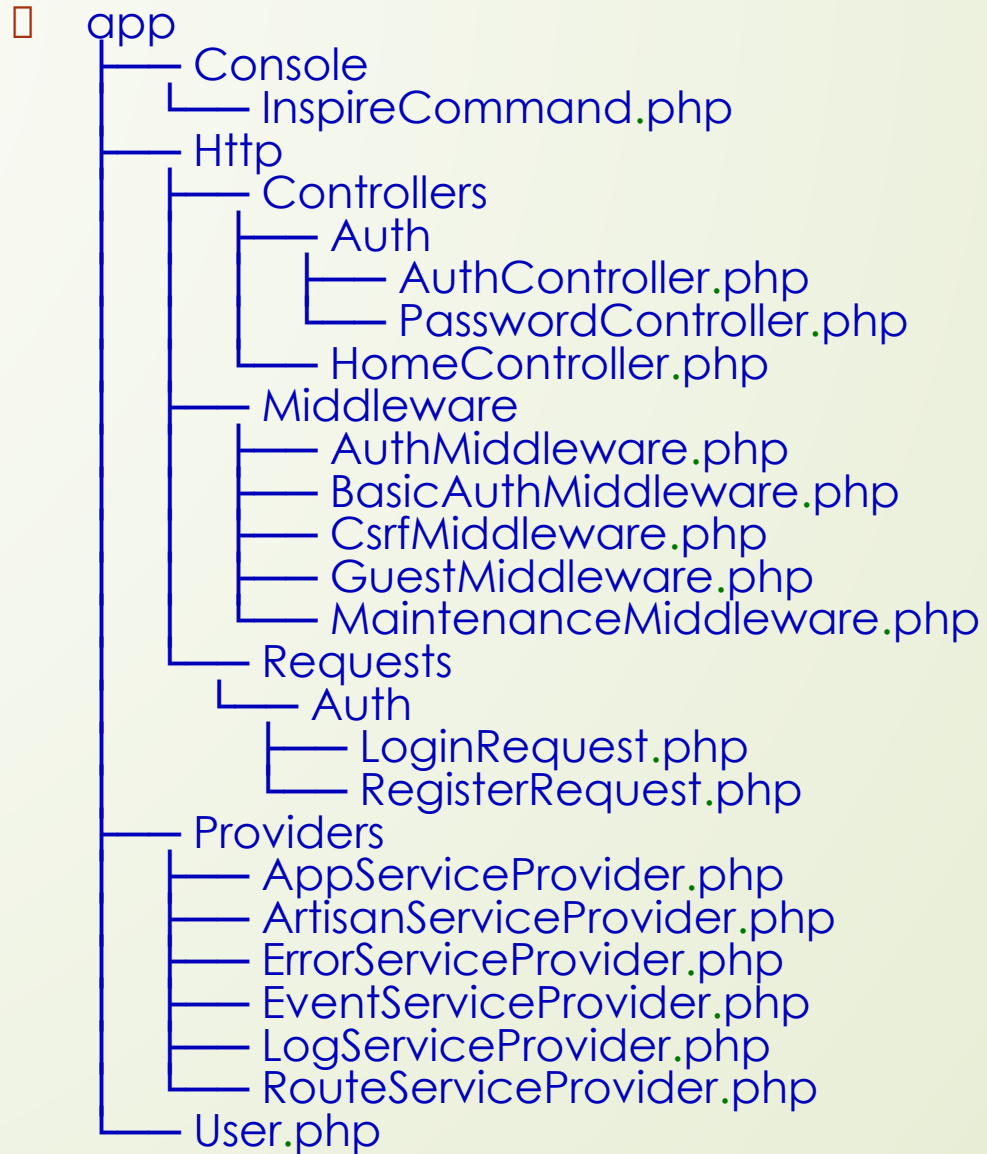 app
├── Console
│   └── InspireCommand.php
├── Http
│   ├── Controllers
│   │   ├── Auth
│   │   │   ├── AuthController.php
│   │   │   └── PasswordController.php
│   │   └── HomeController.php
│   ├── Middleware
│   │   ├── AuthMiddleware.php
│   │   ├── BasicAuthMiddleware.php
│   │   ├── CsrfMiddleware.php
│   │   ├── GuestMiddleware.php
│   │   └── MaintenanceMiddleware.php
│   └── Requests
│       └── Auth
│           ├── LoginRequest.php
│           └── RegisterRequest.php
├── Providers
│   ├── AppServiceProvider.php
│   ├── ArtisanServiceProvider.php
│   ├── ErrorServiceProvider.php
│   ├── EventServiceProvider.php
│   ├── LogServiceProvider.php
│   └── RouteServiceProvider.php
└── User.php